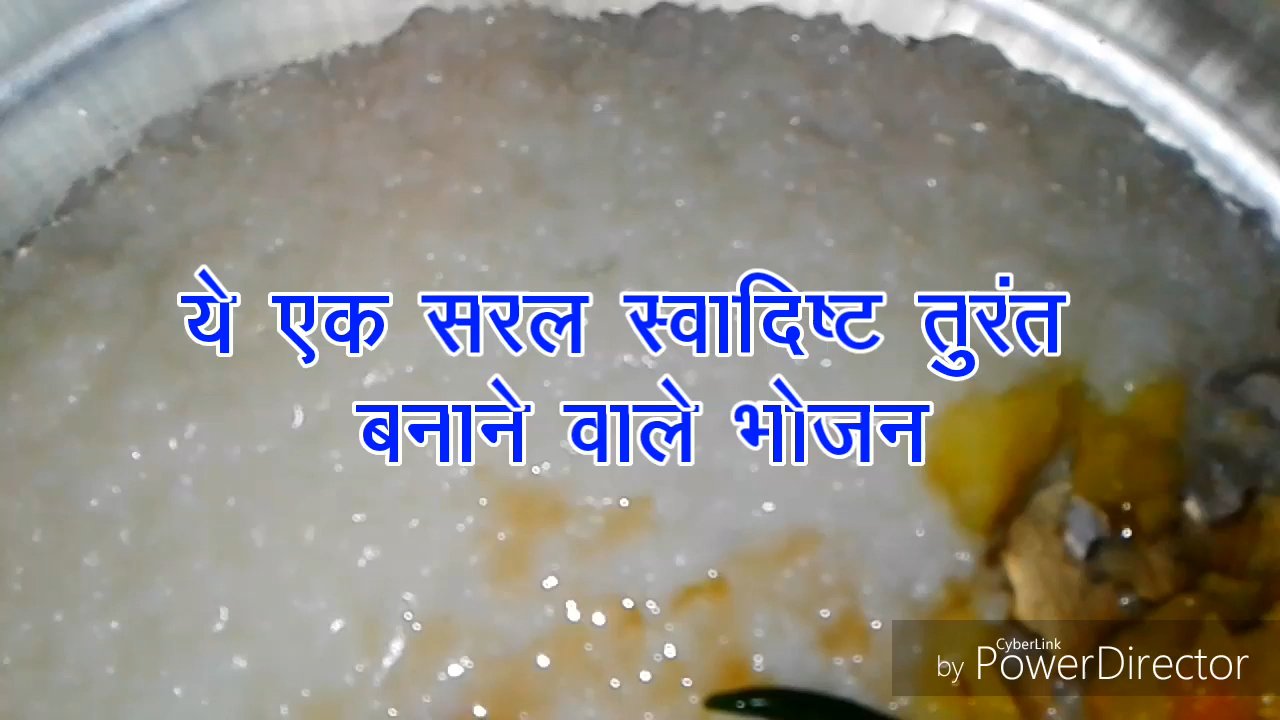 ये एक सरल स्वादिष्ट तुरंत
बनाने वाले भोजन
CyberLink
by PowerDirector